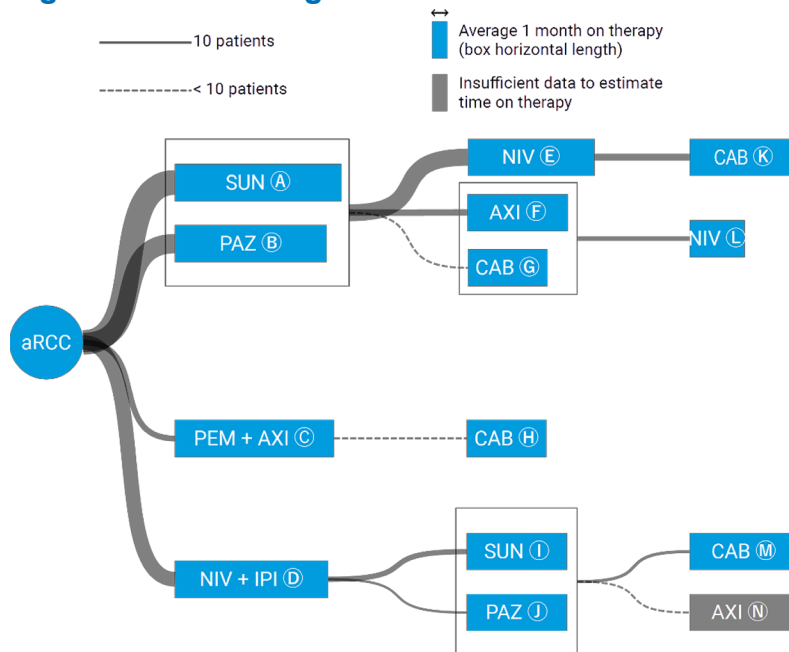 10 patients
< 10 patients
Average 1 month on therapy
(box horizontal length)
Insufficient data to estimate
time on therapy
aRCC
SUN Ⓐ
PAZ Ⓑ
PEM + AXI Ⓒ
NIV + IPI Ⓓ
NIV Ⓔ
AXI Ⓕ
CAB Ⓖ
CAB Ⓗ
SUN Ⓘ
PAZ Ⓙ
CAB Ⓚ
NIV Ⓛ
CAB Ⓜ
AXI Ⓝ